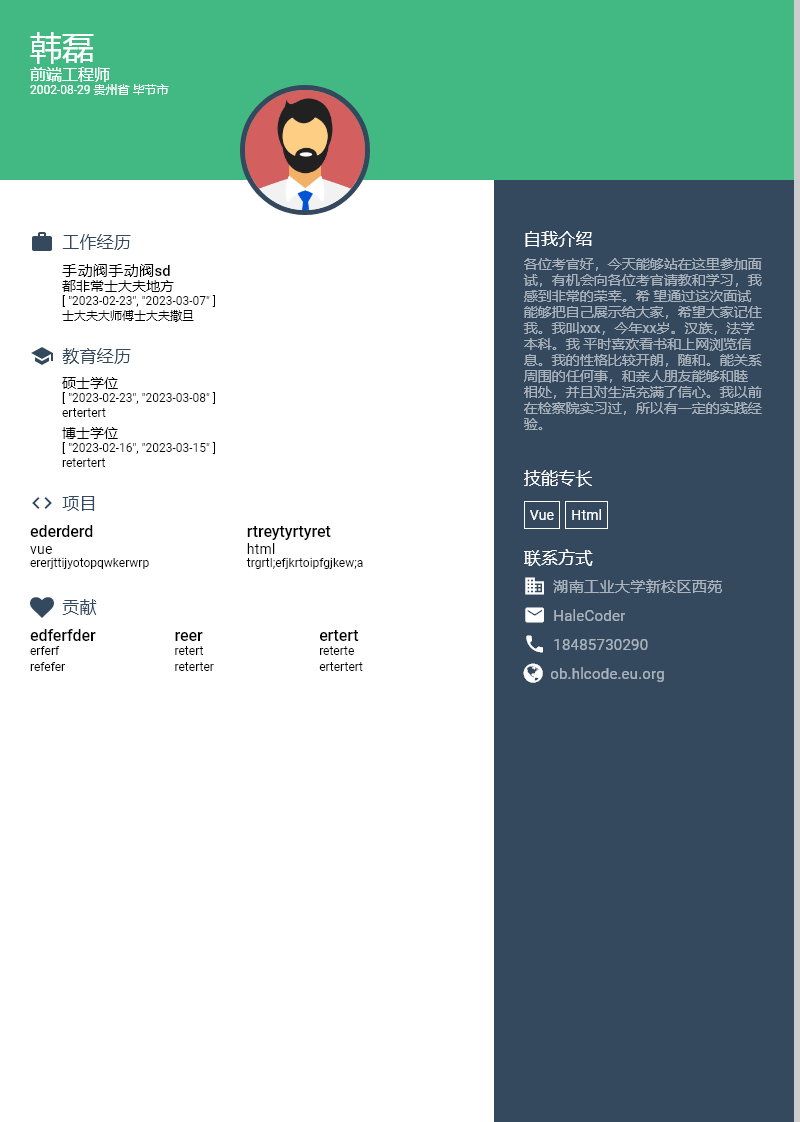 韩磊
前端工程师
2002-08-29 贵州省 毕节市
工作经历
手动阀手动阀sd
都非常士大夫地方
[ "2023-02-23", "2023-03-07" ]
士大夫大师傅士大夫撒旦
教育经历
硕士学位
[ "2023-02-23", "2023-03-08" ]
ertertert
博士学位
[ "2023-02-16", "2023-03-15" ]
retertert
项目
ederderd
vue
ererjttijyotopqwkerwrp
rtreytyrtyret
html
trgrtl;efjkrtoipfgjkew;a
贡献
edferfder
erferf
refefer
reer
retert
reterter
ertert
reterte
ertertert
自我介绍
各位考官好，今天能够站在这里参加面
试，有机会向各位考官请教和学习，我
感到非常的荣幸。希 望通过这次面试
能够把自己展示给大家，希望大家记住
我。我叫xxx，今年xx岁。汉族，法学
本科。我 平时喜欢看书和上网浏览信
息。我的性格比较开朗，随和。能关系
周围的任何事，和亲人朋友能够和睦
相处，并且对生活充满了信心。我以前
在检察院实习过，所以有一定的实践经
验。
技能专长
Vue Html
联系方式
湖南工业大学新校区西苑
HaleCoder
18485730290
ob.hlcode.eu.org